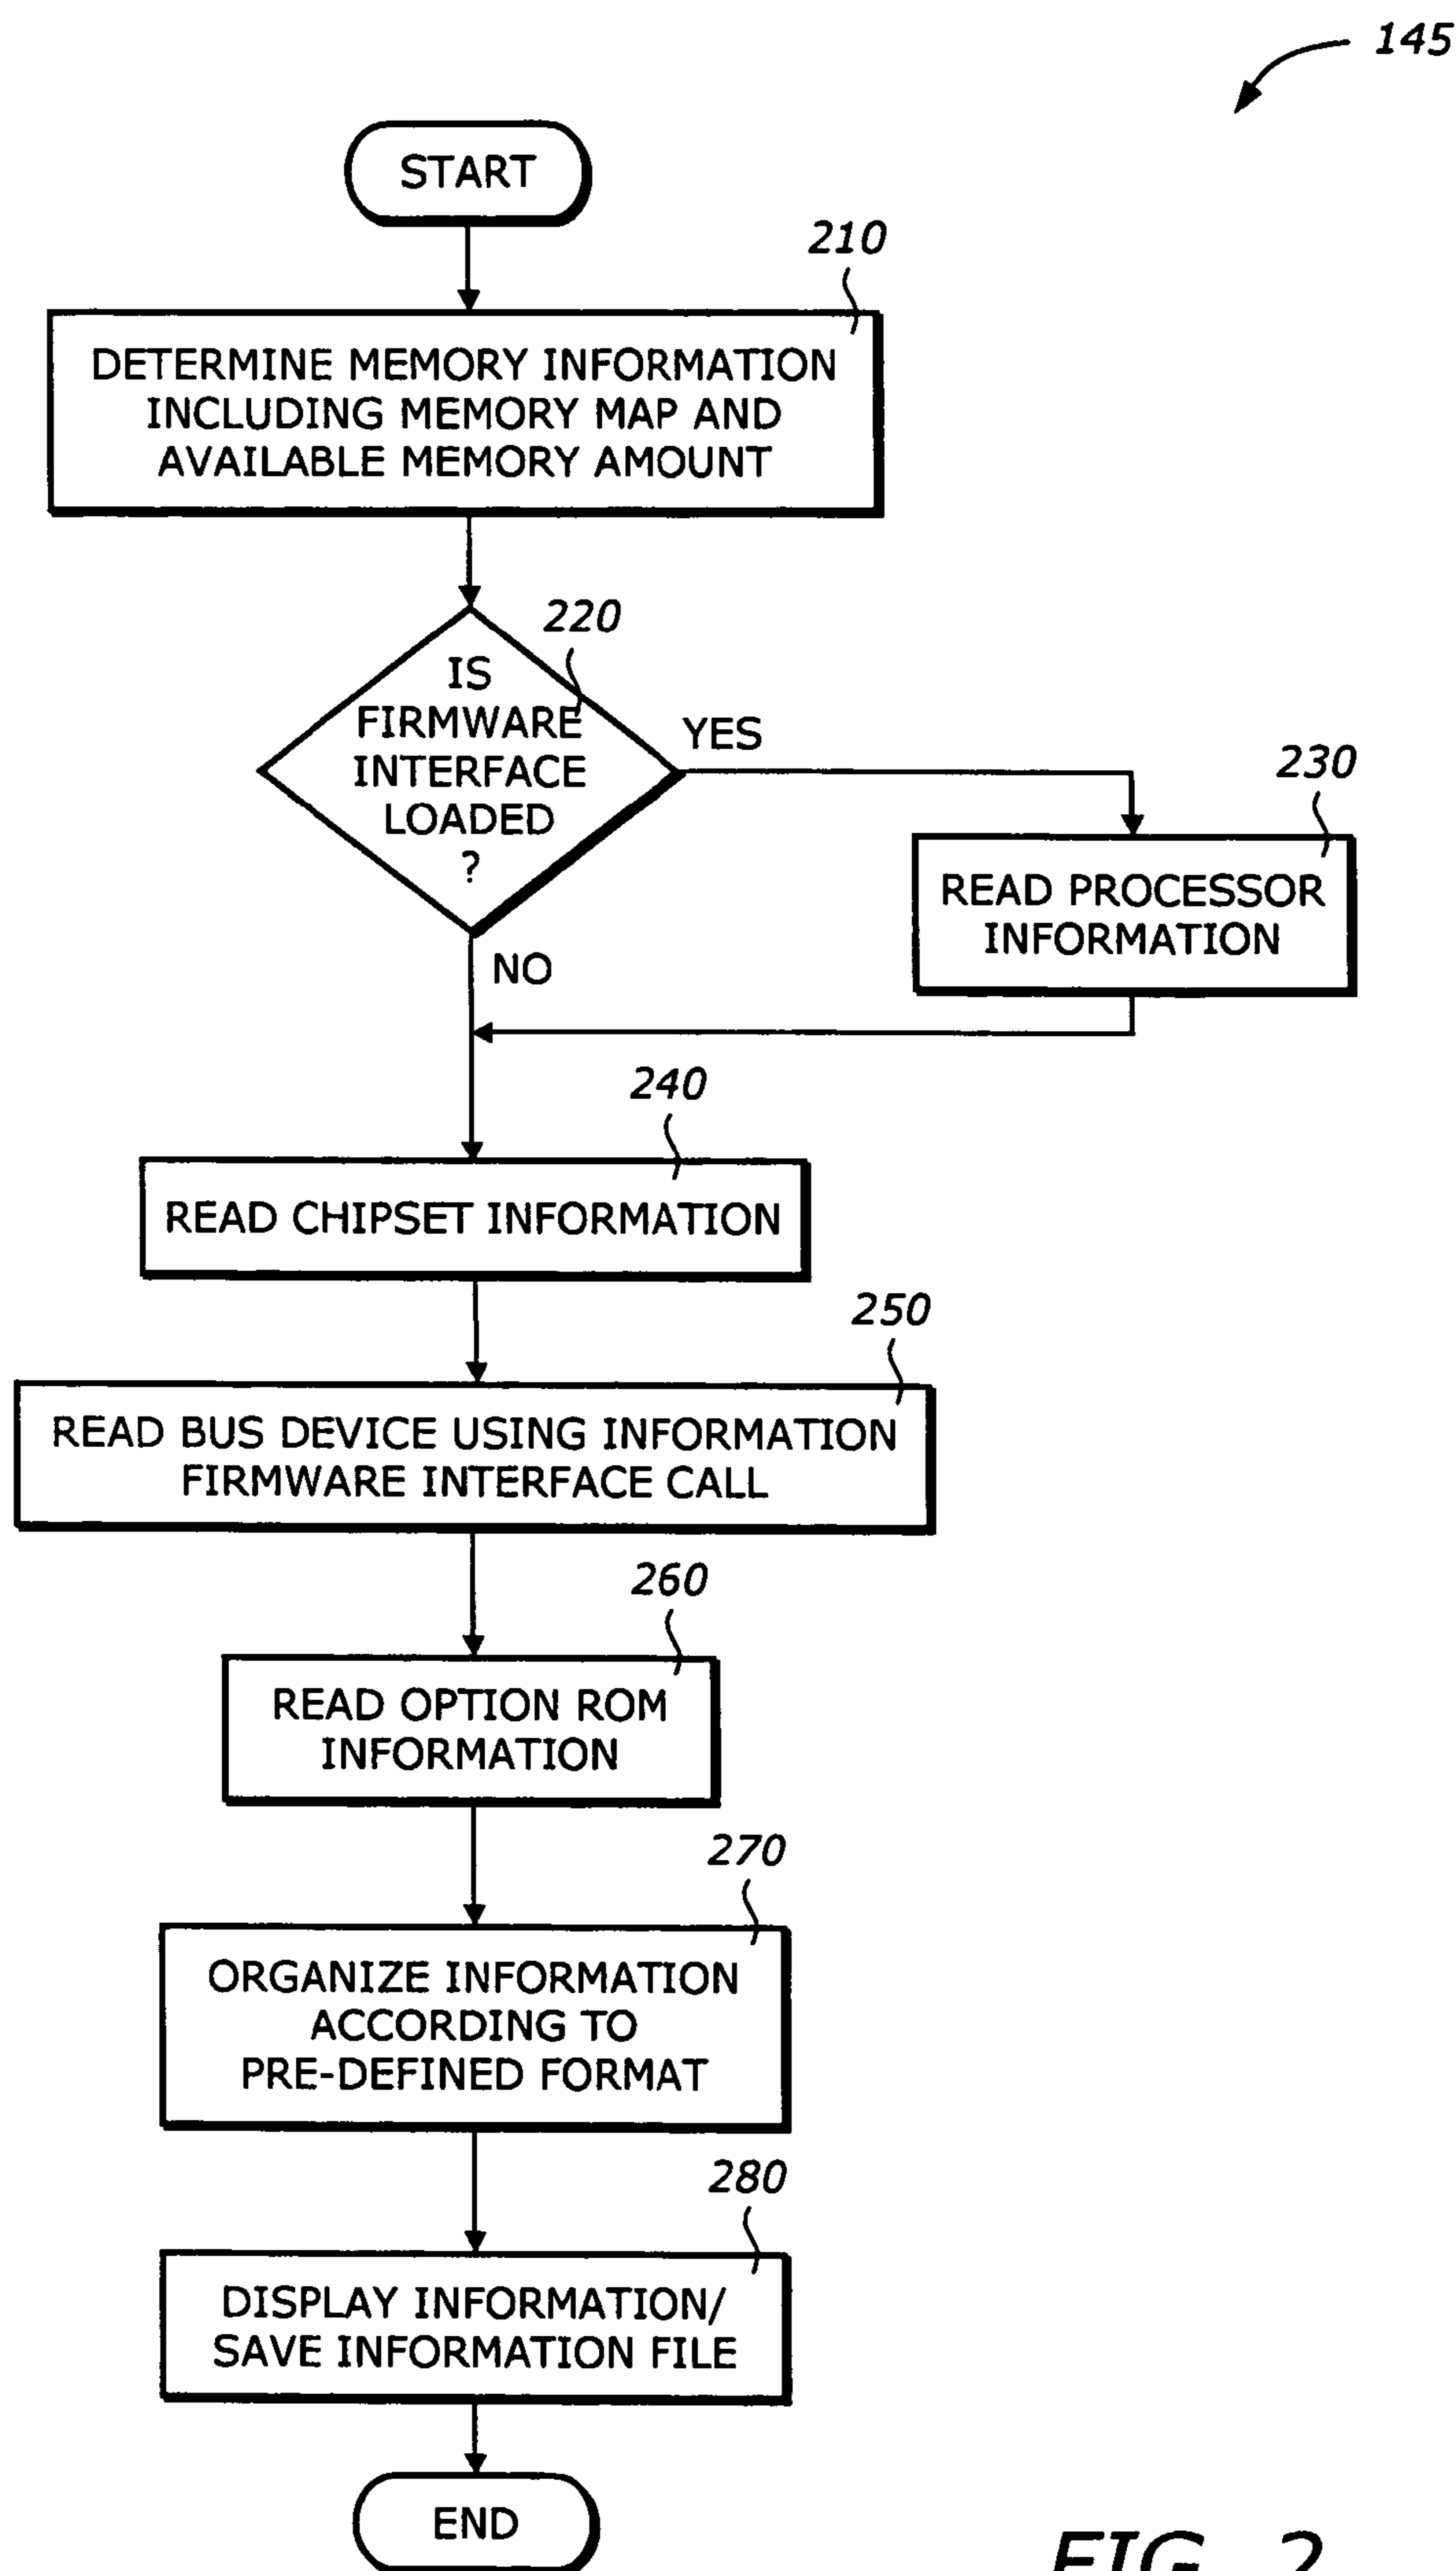 145
START
210
DETERMINE MEMORY INFORMATION
INCLUDING MEMORY MAP AND
AVAILABLE MEMORY AMOUNT
220
IS
FIRMWARE
INTERFACE
LOADED
?
YES
230
READ PROCESSOR
INFORMATION
NO
240
READ CHIPSET INFORMATION
250
READ BUS DEVICE USING INFORMATION
FIRMWARE INTERFACE CALL
260
READ OPTION ROM
INFORMATION
270
ORGANIZE INFORMATION
ACCORDING TO
PRE-DEFINED FORMAT
280
DISPLAY INFORMATION/
SAVE INFORMATION FILE
END
FIG. 2